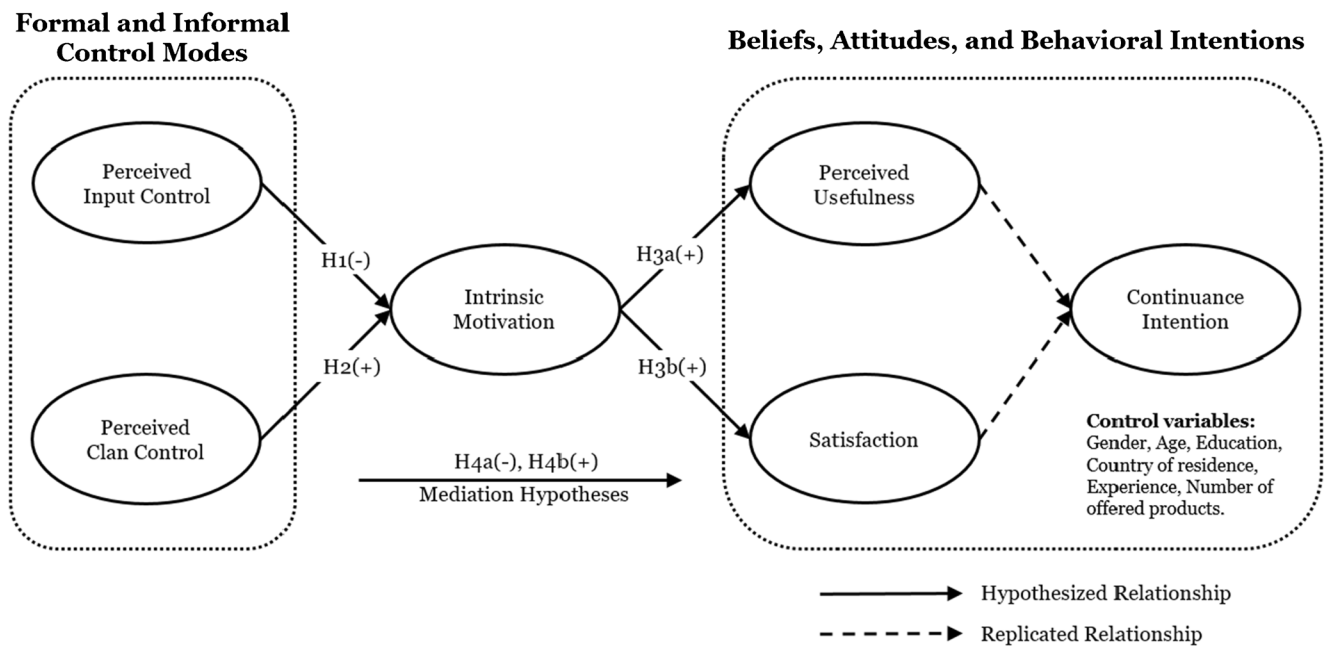 Formal and Informal
Control Modes
Beliefs, Attitudes, and Behavioral Intentions
Perceived
Input Control
Perceived
Clan Control
H1(-)
H2(+)
Intrinsic
Motivation
H3a(+)
H3b(+)
H4a(-), H4b(+)
Mediation Hypotheses
Perceived
Usefulness
Satisfaction
Continuance
Intention
Control variables:
Gender, Age, Education,
Country of residence,
Experience, Number of
offered products.
Hypothesized Relationship
Replicated Relationship